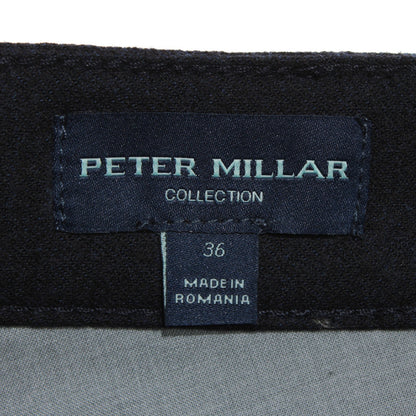 PETER MILLAR
COLLECTION
36
MADE IN
ROMANIA